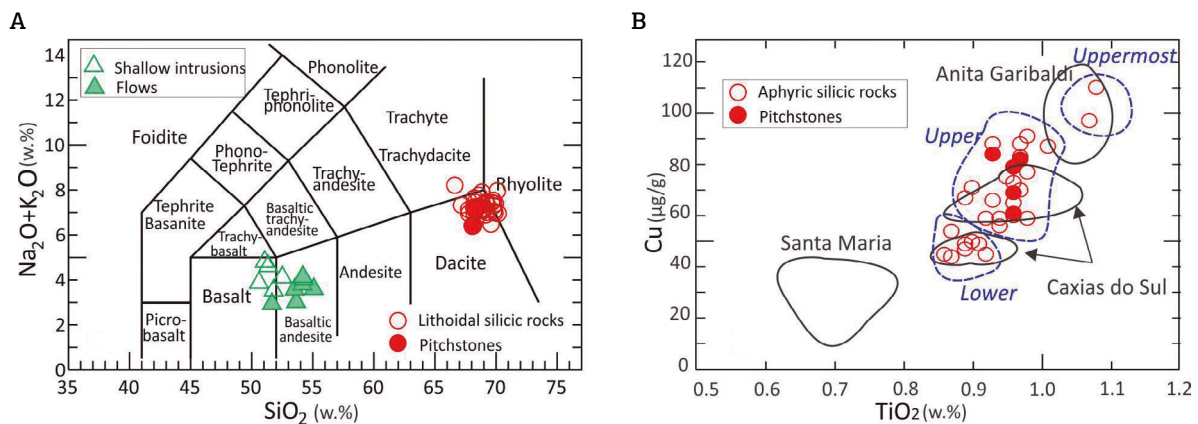 A
Na2O+K2O (w.%)
14
12
10
8
6
4
2
0
35
40
45
50
55
60
65
70
SiO2 (w.%)
Shallow intrusions
Flows
Phonolite
Tephri-
phonolite
Trachyte
Foidite
Phono-
Tephrite
Trachydacite
Trachy-
andesite
Rhyolite
Tephrite
Basanite
Basaltic
trachy-
andesite
Trachy-
basalt
Andesite
Dacite
Basalt
Picro-
basalt
Basaltic
andesite
Lithoidal silicic rocks
Pitchstones
B
Cu (µg/g)
120
100
80
60
40
20
0
0.5
0.6
0.7
0.8
0.9
1.0
1.1
1.2
TiO2 (w.%)
Uppermost
Anita Garibaldi
Aphyric silicic rocks
Pitchstones
Upper
Santa Maria
Caxias do Sul
Lower